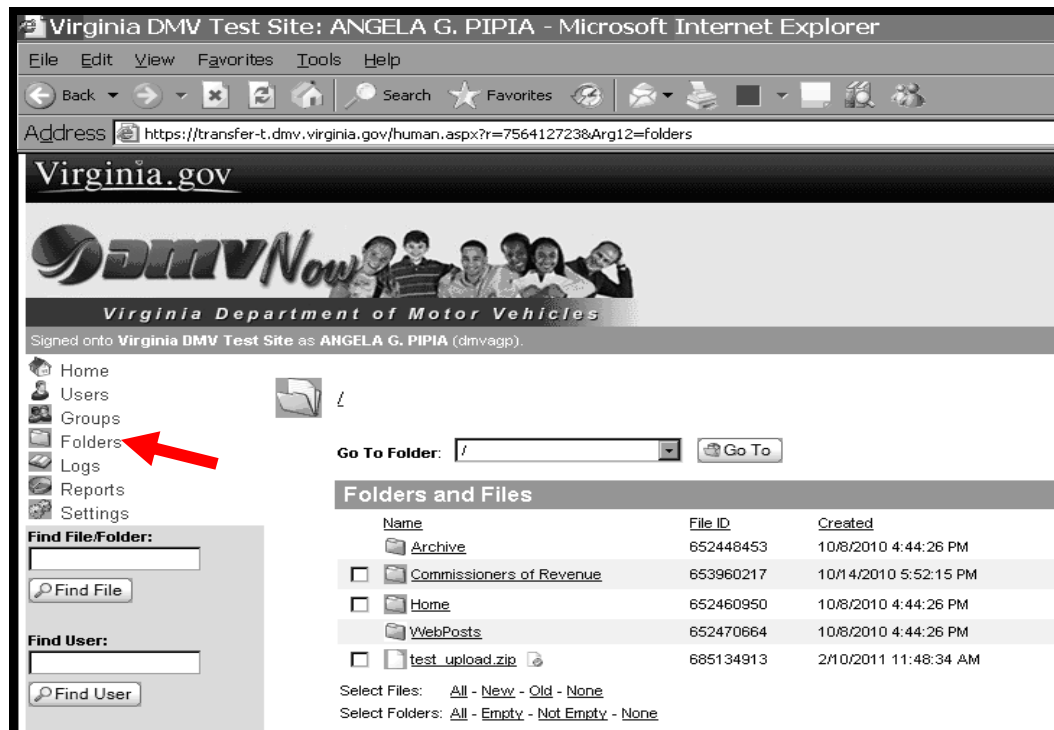 Virginia DMV Test Site: ANGELA G. PIPIA - Microsoft Internet Explorer
File Edit View Favorites Tools Help
Back Search Favorites
Address https://transfer-t.dmv.virginia.gov/human.aspx?r=756412723&Arg12=folders
Virginia.gov
DMV Now
Virginia Department of Motor Vehicles
Signed onto Virginia DMV Test Site as ANGELA G. PIPIA (dmvagp).
Home
Users
Groups
Folders
Logs
Reports
Settings
Find File/Folder:
Find File
Find User:
Find User
/
Go To Folder: / Go To
Folders and Files
Name File ID Created
Archive 652448453 10/8/2010 4:44:26 PM
Commissioners of Revenue 653960217 10/14/2010 5:52:15 PM
Home 652460950 10/8/2010 4:44:26 PM
WebPosts 652470664 10/8/2010 4:44:26 PM
test_upload.zip 685134913 2/10/2011 11:48:34 AM
Select Files: All - New - Old - None
Select Folders: All - Empty - Not Empty - None